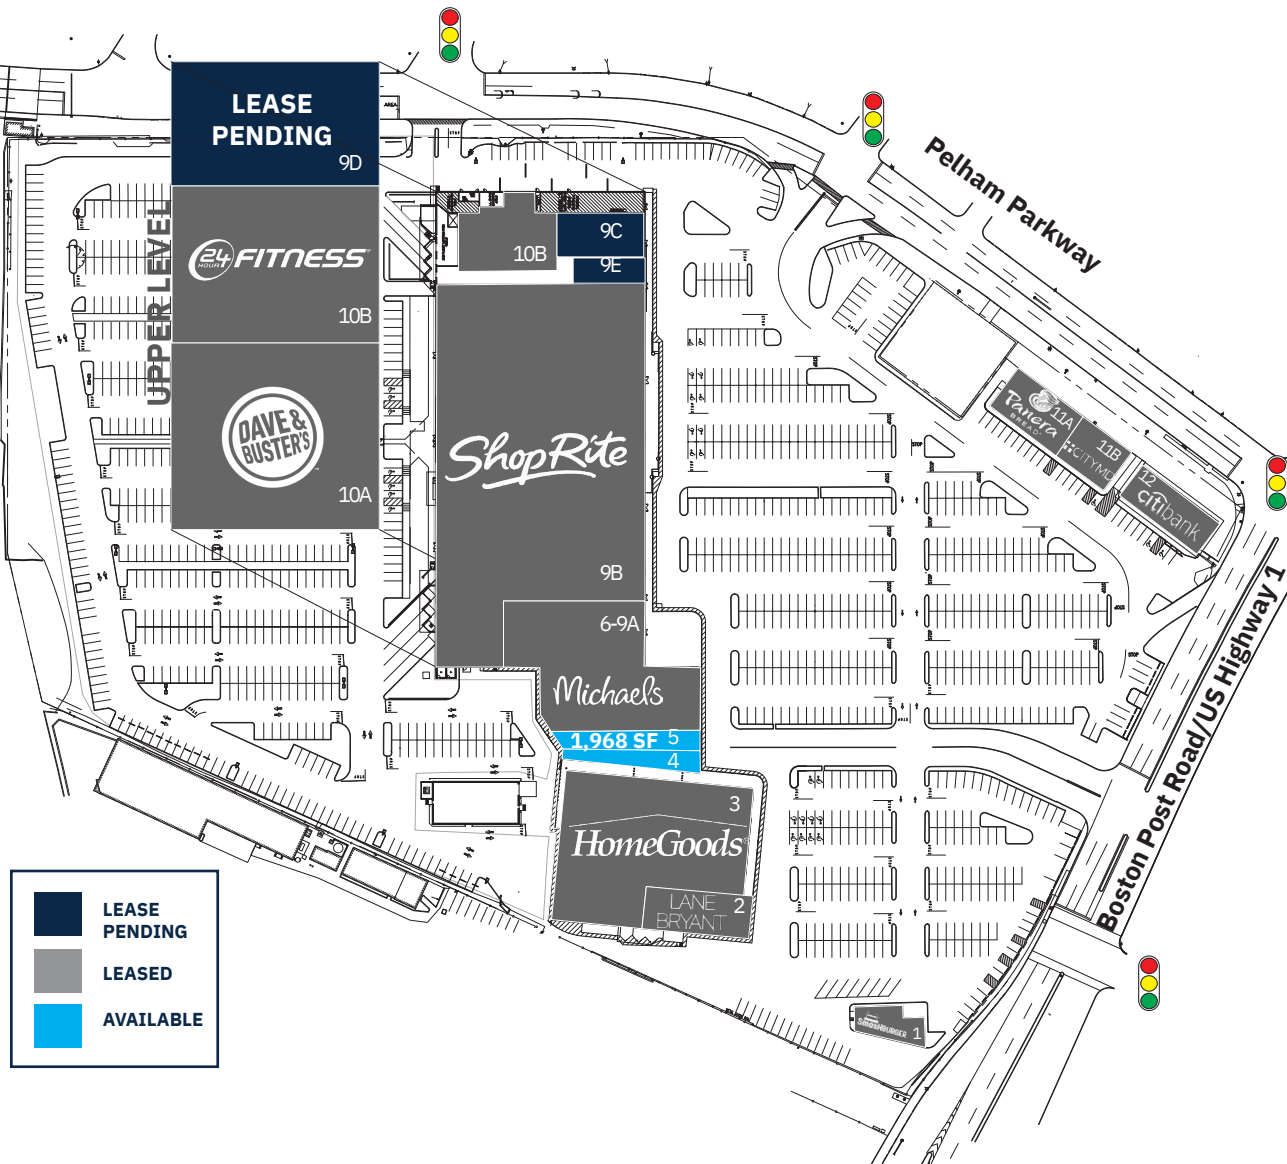 LEASE
PENDING
9D
AREA
STOP
Pelham Parkway
UPPER LEVEL
24
HOUR
FITNESS
10B
10B
9C
9E
DAVE &
BUSTER'S
10A
ShopRite
9B
6-9A
Michaels
1,968 SF
5
4
3
HomeGoods
LANE
BRYANT
2
Panera
BREAD
11A
11B
CITYMD
12
citibank
Boston Post Road/US Highway 1
SMASHBURGER
1
LEASE
PENDING
LEASED
AVAILABLE